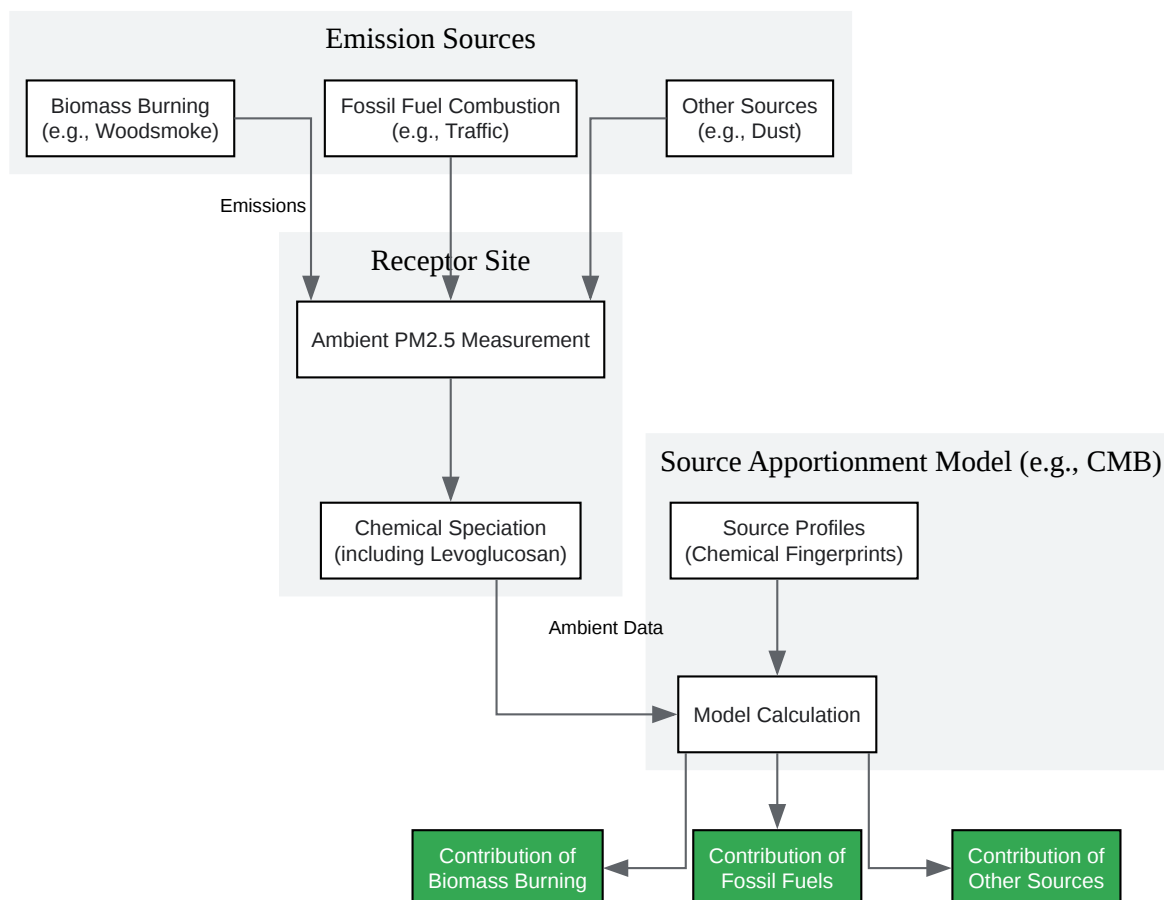 Emission Sources
Biomass Burning
(e.g., Woodsmoke)
Fossil Fuel Combustion
(e.g., Traffic)
Other Sources
(e.g., Dust)
Emissions
Receptor Site
Ambient PM2.5 Measurement
Source Apportionment Model (e.g., CMB)
Chemical Speciation
(including Levoglucosan)
Source Profiles
(Chemical Fingerprints)
Ambient Data
Model Calculation
Contribution of
Biomass Burning
Contribution of
Fossil Fuels
Contribution of
Other Sources